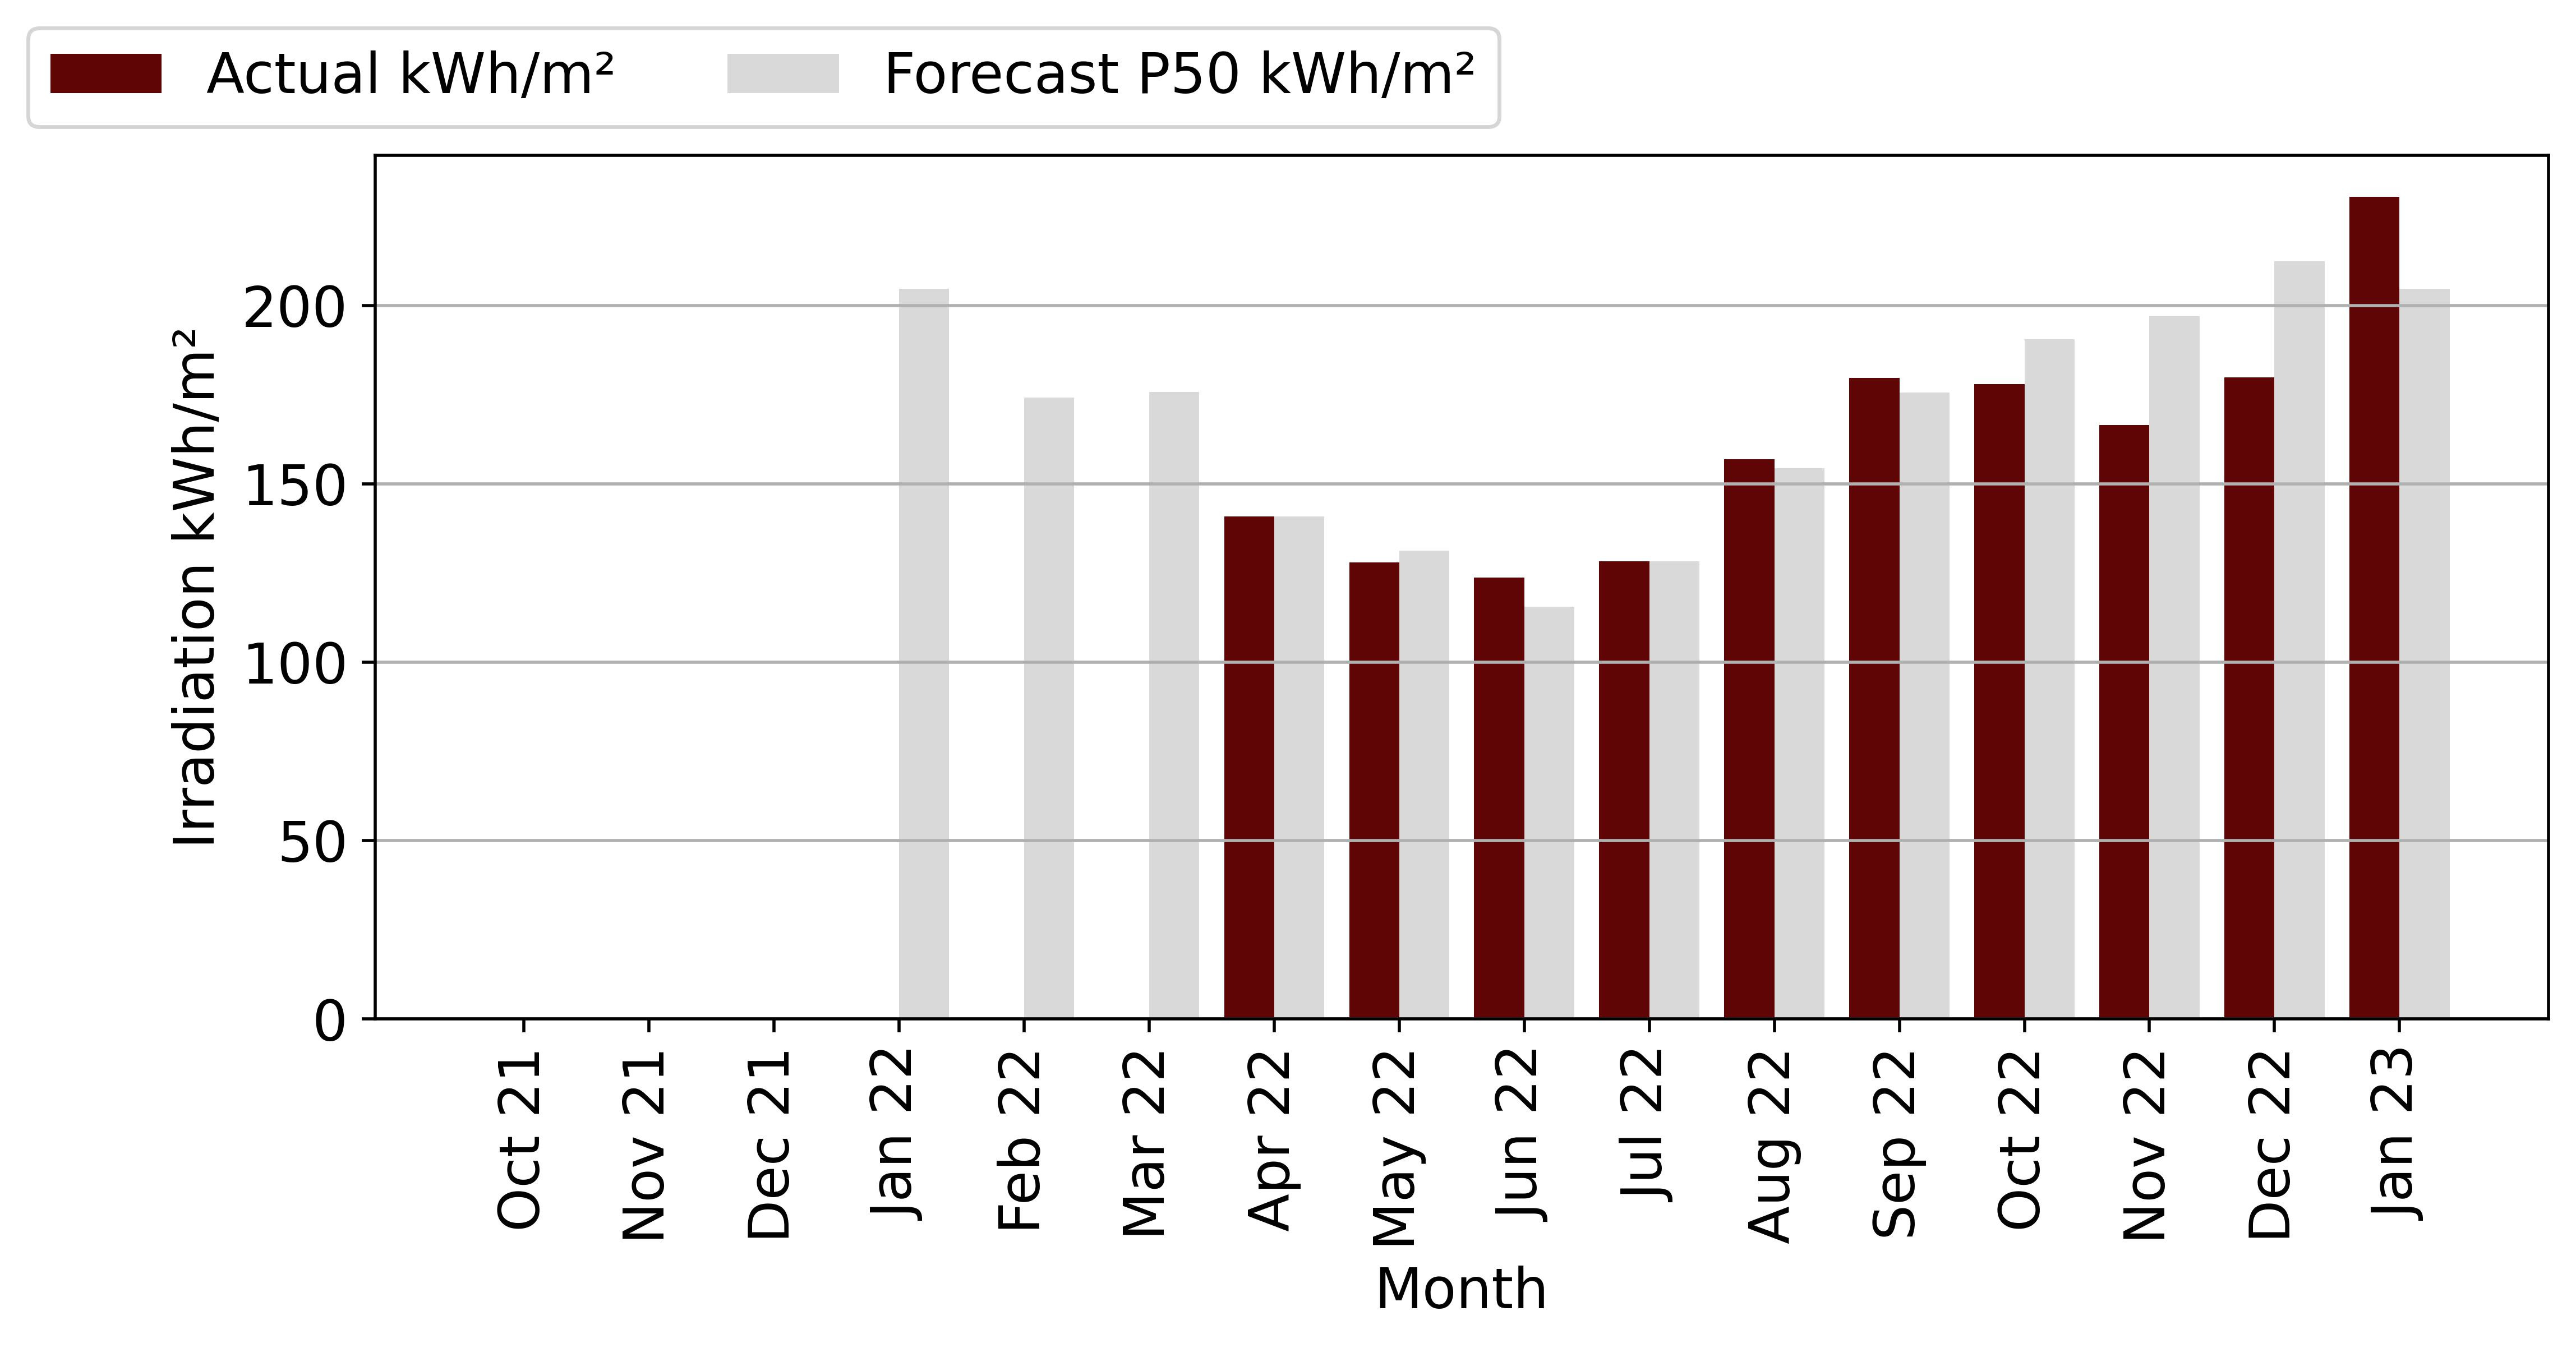 Actual kWh/m² Forecast P50 kWh/m²
Irradiation kWh/m²
200
150
100
50
0
Oct 21 Nov 21 Dec 21 Jan 22 Feb 22 Mar 22 Apr 22 May 22 Jun 22 Jul 22 Aug 22 Sep 22 Oct 22 Nov 22 Dec 22 Jan 23
Month